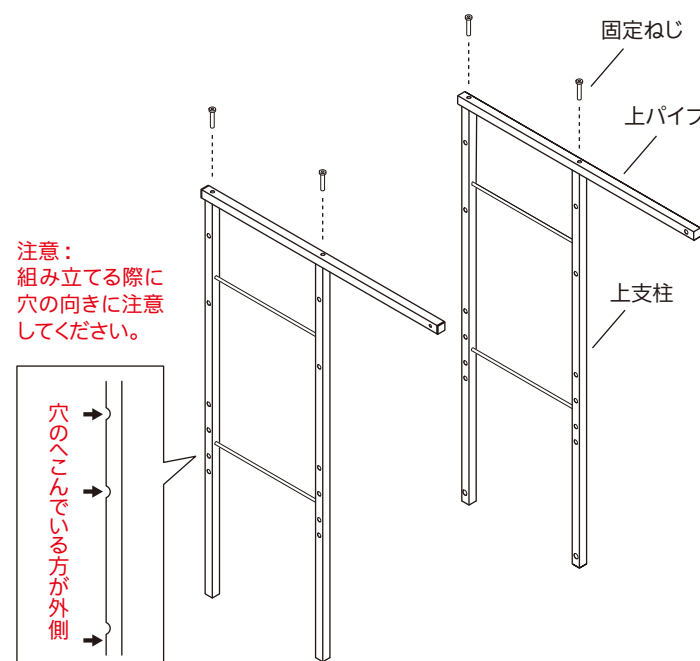 固定ねじ
上パイプ
注意：
組み立てる際に
穴の向きに注意
してください。
上支柱
穴のへこんでいる方が外側